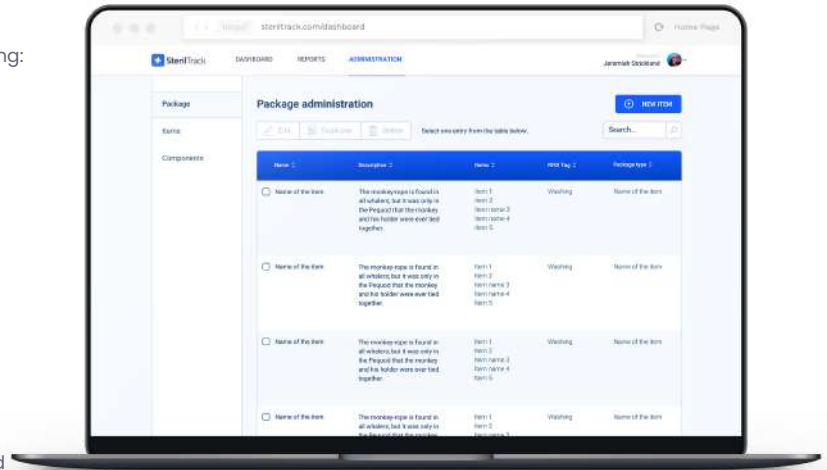 ng:
steriltrack.com/dashboard
Home Page
SterilTrack
DASHBOARD REPORTS ADMINISTRATION
Jeremiah Strickland
Package
Package administration
NEW ITEM
Items
Edit Duplicate Delete Select one entry from the table below.
Search...
Components
Name Description Items RFID Tag Package type
Name of the item The monkey-rope is found in Item 1 Washing Name of the item
all whalers; but it was only in Item 2
the Pequod that the monkey Item name 3
and his holder were ever tied Item name 4
together. Item 5
Name of the item The monkey-rope is found in Item 1 Washing Name of the item
all whalers; but it was only in Item 2
the Pequod that the monkey Item name 3
and his holder were ever tied Item name 4
together. Item 5
Name of the item The monkey-rope is found in Item 1 Washing Name of the item
all whalers; but it was only in Item 2
the Pequod that the monkey Item name 3
and his holder were ever tied Item name 4
together. Item 5
Name of the item The monkey-rope is found in Item 1 Washing Name of the item
all whalers; but it was only in Item 2
the Pequod that the monkey Item name 3
d